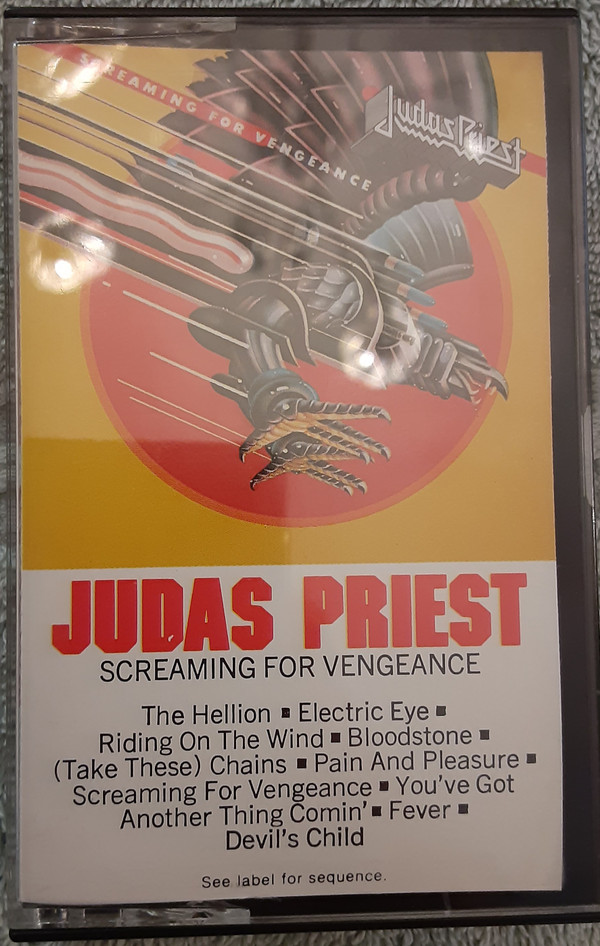 SCREAMING FOR VENGEANCE
Judas Priest
JUDAS PRIEST
SCREAMING FOR VENGEANCE
The Hellion ▪ Electric Eye ▪
Riding On The Wind ▪ Bloodstone ▪
(Take These) Chains ▪ Pain And Pleasure ▪
Screaming For Vengeance ▪ You've Got
Another Thing Comin' ▪ Fever ▪
Devil's Child
See label for sequence.